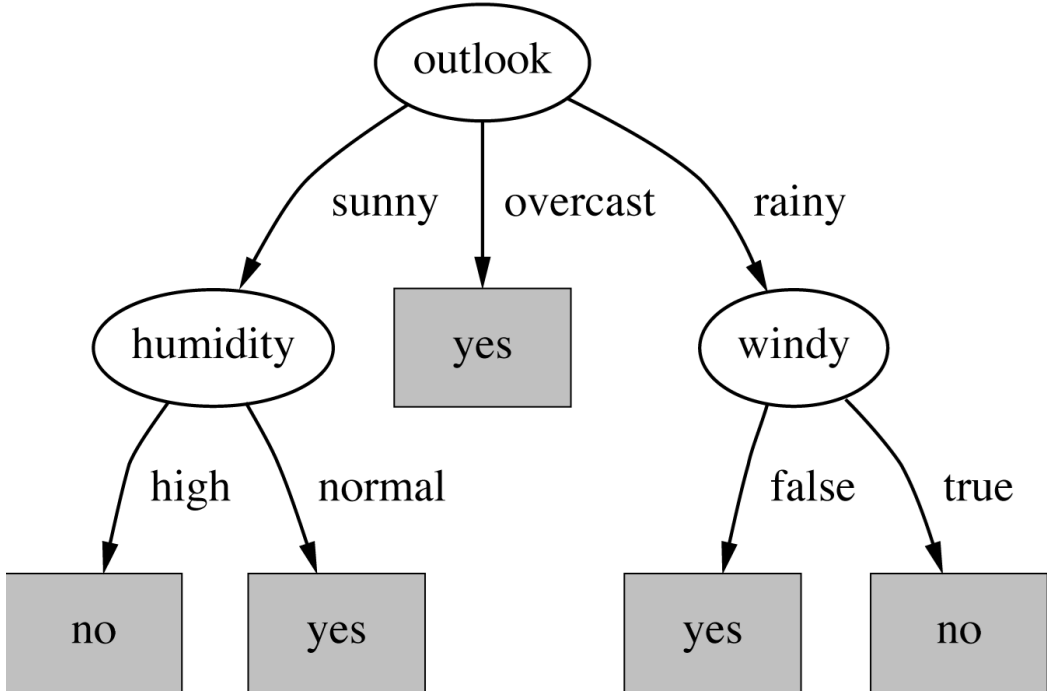 outlook
sunny overcast rainy
humidity yes windy
high normal false true
no yes yes no